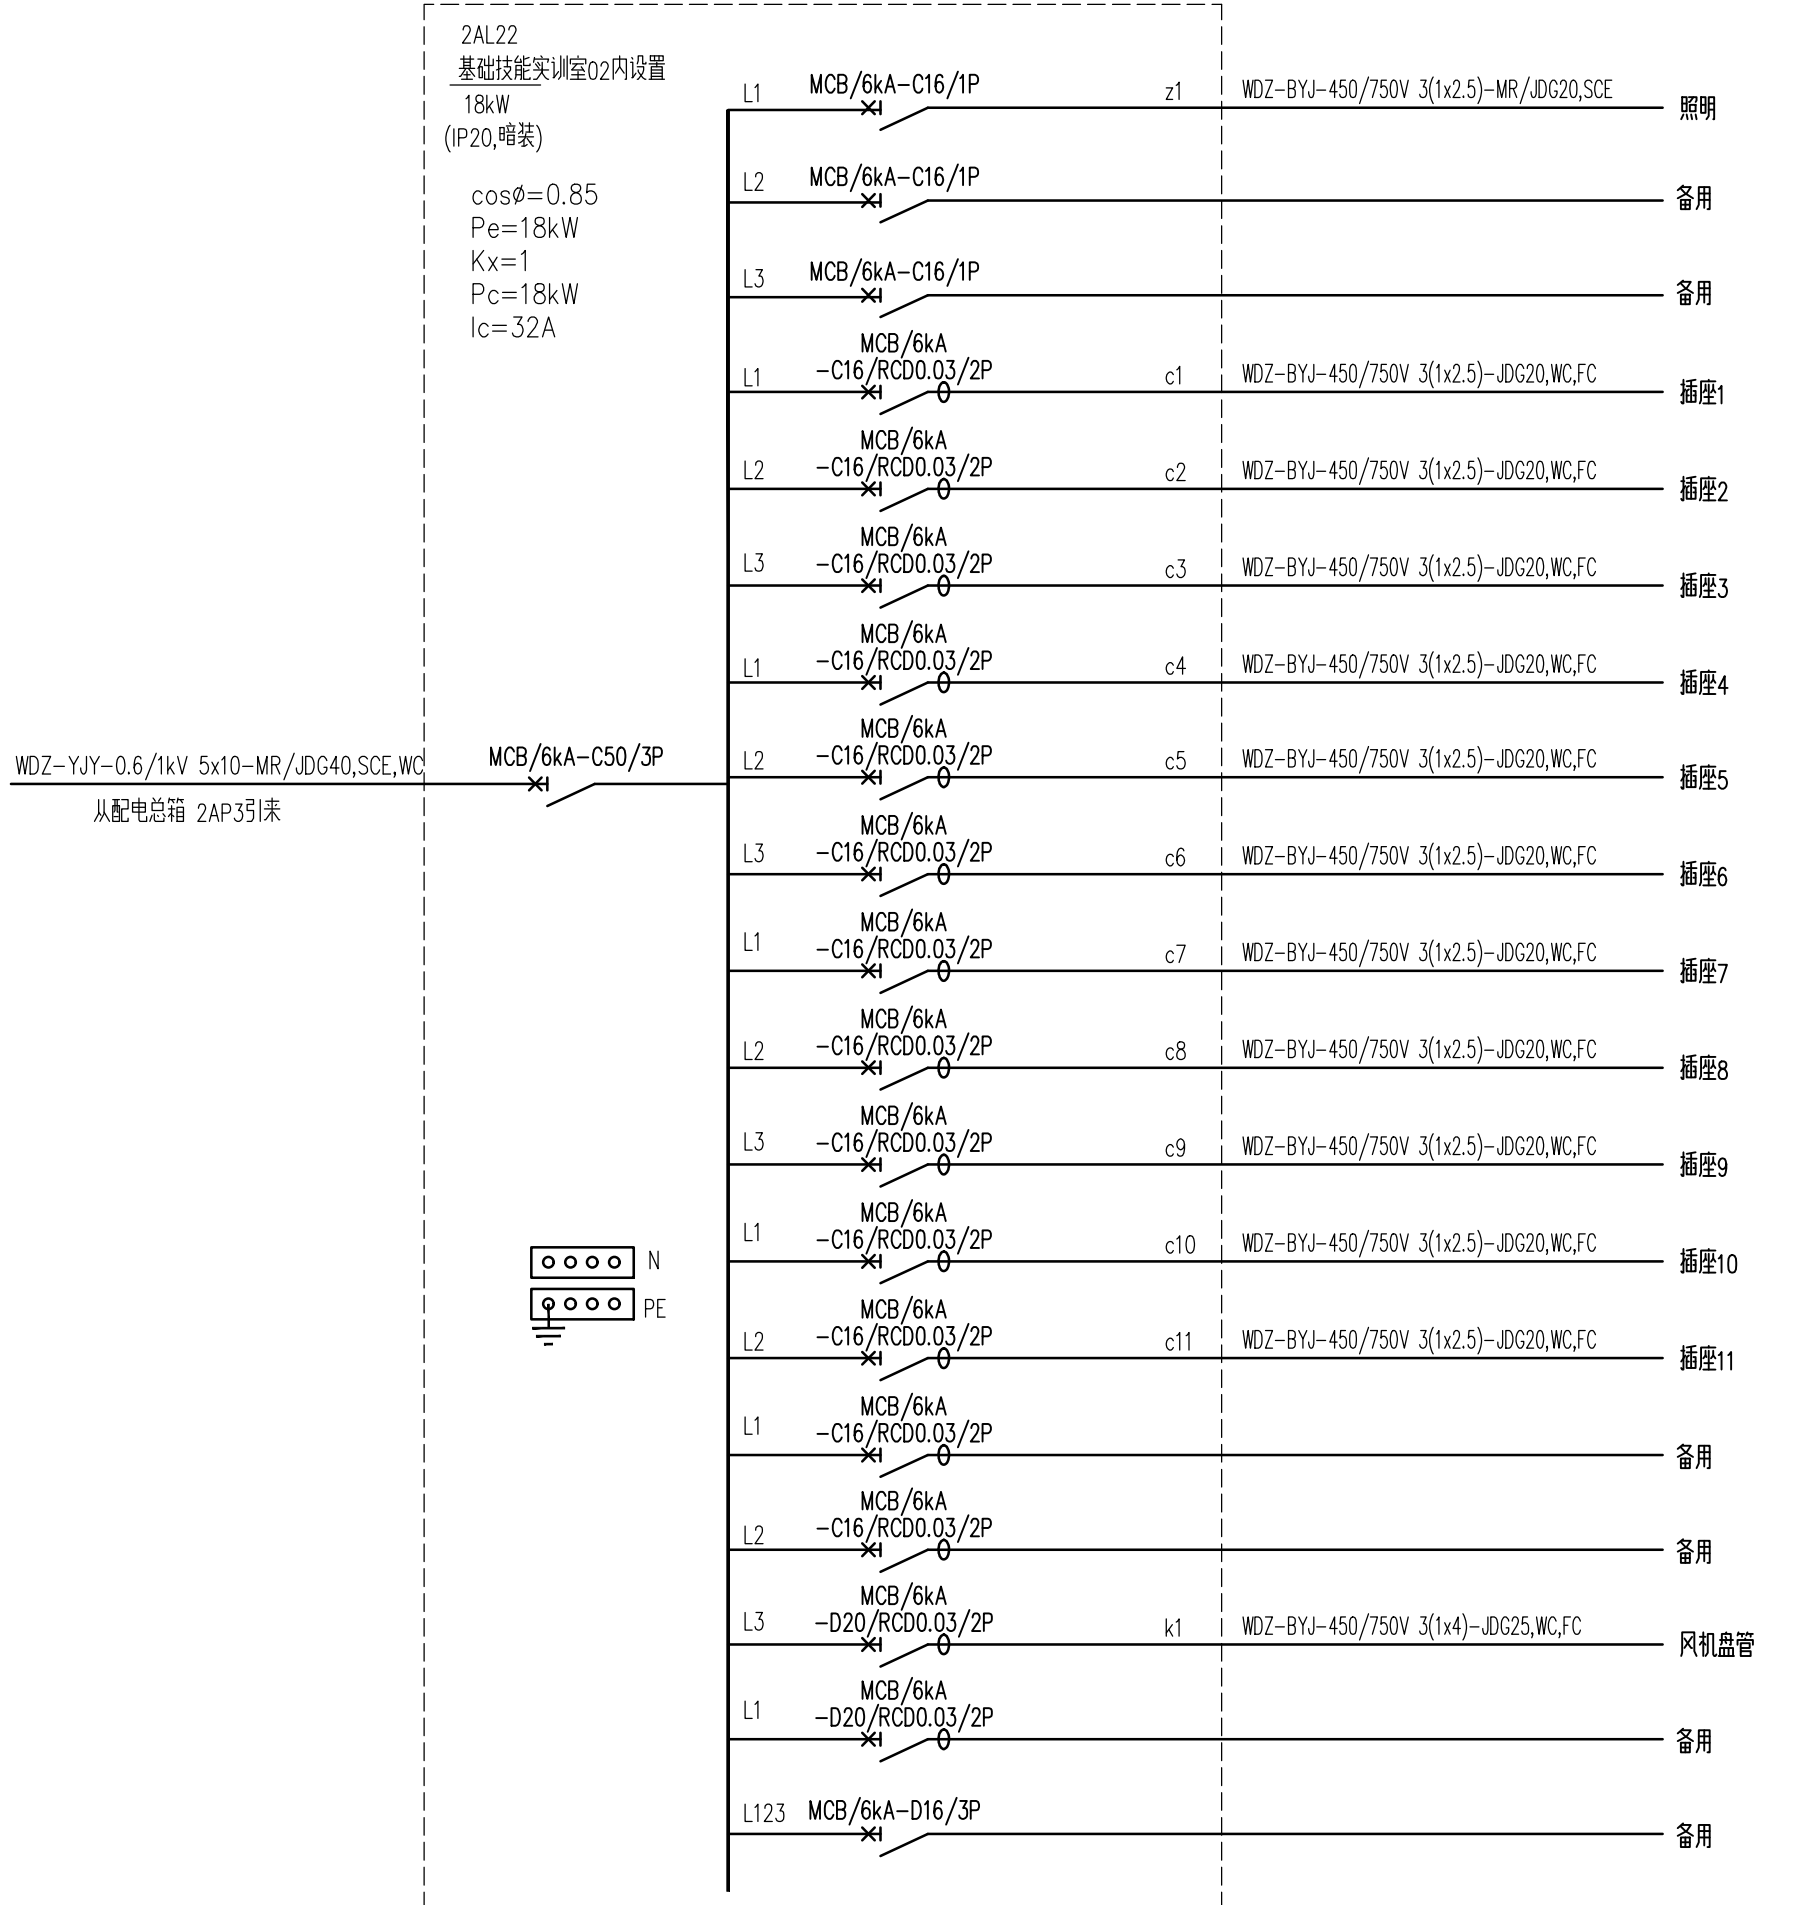 2AL22
基础技能实训室02内设置
18kW
(IP20,暗装)
cosø=0.85
Pe=18kW
Kx=1
Pc=18kW
Ic=32A
WDZ-YJY-0.6/1kV 5x10-MR/JDG40,SCE,WC
从配电总箱 2AP3引来
MCB/6kA-C50/3P
N
PE
L1 MCB/6kA-C16/1P z1 WDZ-BYJ-450/750V 3(1x2.5)-MR/JDG20,SCE 照明
L2 MCB/6kA-C16/1P 备用
L3 MCB/6kA-C16/1P 备用
MCB/6kA
L1 -C16/RCD0.03/2P c1 WDZ-BYJ-450/750V 3(1x2.5)-JDG20,WC,FC 插座1
MCB/6kA
L2 -C16/RCD0.03/2P c2 WDZ-BYJ-450/750V 3(1x2.5)-JDG20,WC,FC 插座2
MCB/6kA
L3 -C16/RCD0.03/2P c3 WDZ-BYJ-450/750V 3(1x2.5)-JDG20,WC,FC 插座3
MCB/6kA
L1 -C16/RCD0.03/2P c4 WDZ-BYJ-450/750V 3(1x2.5)-JDG20,WC,FC 插座4
MCB/6kA
L2 -C16/RCD0.03/2P c5 WDZ-BYJ-450/750V 3(1x2.5)-JDG20,WC,FC 插座5
MCB/6kA
L3 -C16/RCD0.03/2P c6 WDZ-BYJ-450/750V 3(1x2.5)-JDG20,WC,FC 插座6
MCB/6kA
L1 -C16/RCD0.03/2P c7 WDZ-BYJ-450/750V 3(1x2.5)-JDG20,WC,FC 插座7
MCB/6kA
L2 -C16/RCD0.03/2P c8 WDZ-BYJ-450/750V 3(1x2.5)-JDG20,WC,FC 插座8
MCB/6kA
L3 -C16/RCD0.03/2P c9 WDZ-BYJ-450/750V 3(1x2.5)-JDG20,WC,FC 插座9
MCB/6kA
L1 -C16/RCD0.03/2P c10 WDZ-BYJ-450/750V 3(1x2.5)-JDG20,WC,FC 插座10
MCB/6kA
L2 -C16/RCD0.03/2P c11 WDZ-BYJ-450/750V 3(1x2.5)-JDG20,WC,FC 插座11
MCB/6kA
L1 -C16/RCD0.03/2P 备用
MCB/6kA
L2 -C16/RCD0.03/2P 备用
MCB/6kA
L3 -D20/RCD0.03/2P k1 WDZ-BYJ-450/750V 3(1x4)-JDG25,WC,FC 风机盘管
MCB/6kA
L1 -D20/RCD0.03/2P 备用
L123 MCB/6kA-D16/3P 备用